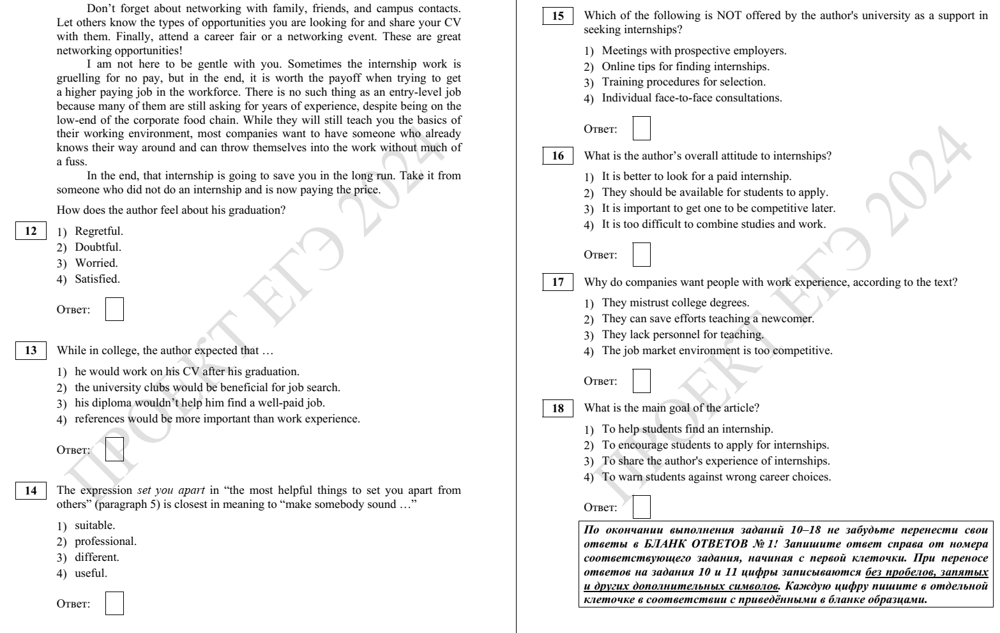 Don’t forget about networking with family, friends, and campus contacts.
Let others know the types of opportunities you are looking for and share your CV
with them. Finally, attend a career fair or a networking event. These are great
networking opportunities!
I am not here to be gentle with you. Sometimes the internship work is
gruelling for no pay, but in the end, it is worth the payoff when trying to get
a higher paying job in the workforce. There is no such thing as an entry-level job
because many of them are still asking for years of experience, despite being on the
low-end of the corporate food chain. While they will still teach you the basics of
their working environment, most companies want to have someone who already
knows their way around and can throw themselves into the work without much of
a fuss.
In the end, that internship is going to save you in the long run. Take it from
someone who did not do an internship and is now paying the price.
How does the author feel about his graduation?
12
1) Regretful.
2) Doubtful.
3) Worried.
4) Satisfied.
Ответ:
13 While in college, the author expected that …
1) he would work on his CV after his graduation.
2) the university clubs would be beneficial for job search.
3) his diploma wouldn’t help him find a well-paid job.
4) references would be more important than work experience.
Ответ:
14 The expression set you apart in “the most helpful things to set you apart from
others” (paragraph 5) is closest in meaning to “make somebody sound …”
1) suitable.
2) professional.
3) different.
4) useful.
Ответ:
ПРОЕКТ ЕГЭ 2024
15 Which of the following is NOT offered by the author's university as a support in
seeking internships?
1) Meetings with prospective employers.
2) Online tips for finding internships.
3) Training procedures for selection.
4) Individual face-to-face consultations.
Ответ:
16 What is the author’s overall attitude to internships?
1) It is better to look for a paid internship.
2) They should be available for students to apply.
3) It is important to get one to be competitive later.
4) It is too difficult to combine studies and work.
Ответ:
17 Why do companies want people with work experience, according to the text?
1) They mistrust college degrees.
2) They can save efforts teaching a newcomer.
3) They lack personnel for teaching.
4) The job market environment is too competitive.
Ответ:
18 What is the main goal of the article?
1) To help students find an internship.
2) To encourage students to apply for internships.
3) To share the author's experience of internships.
4) To warn students against wrong career choices.
Ответ:
По окончании выполнения заданий 10–18 не забудьте перенести свои
ответы в БЛАНК ОТВЕТОВ № 1! Запишите ответ справа от номера
соответствующего задания, начиная с первой клеточки. При переносе
ответов на задания 10 и 11 цифры записываются без пробелов, запятых
и других дополнительных символов. Каждую цифру пишите в отдельной
клеточке в соответствии с приведёнными в бланке образцами.
ПРОЕКТ ЕГЭ 2024